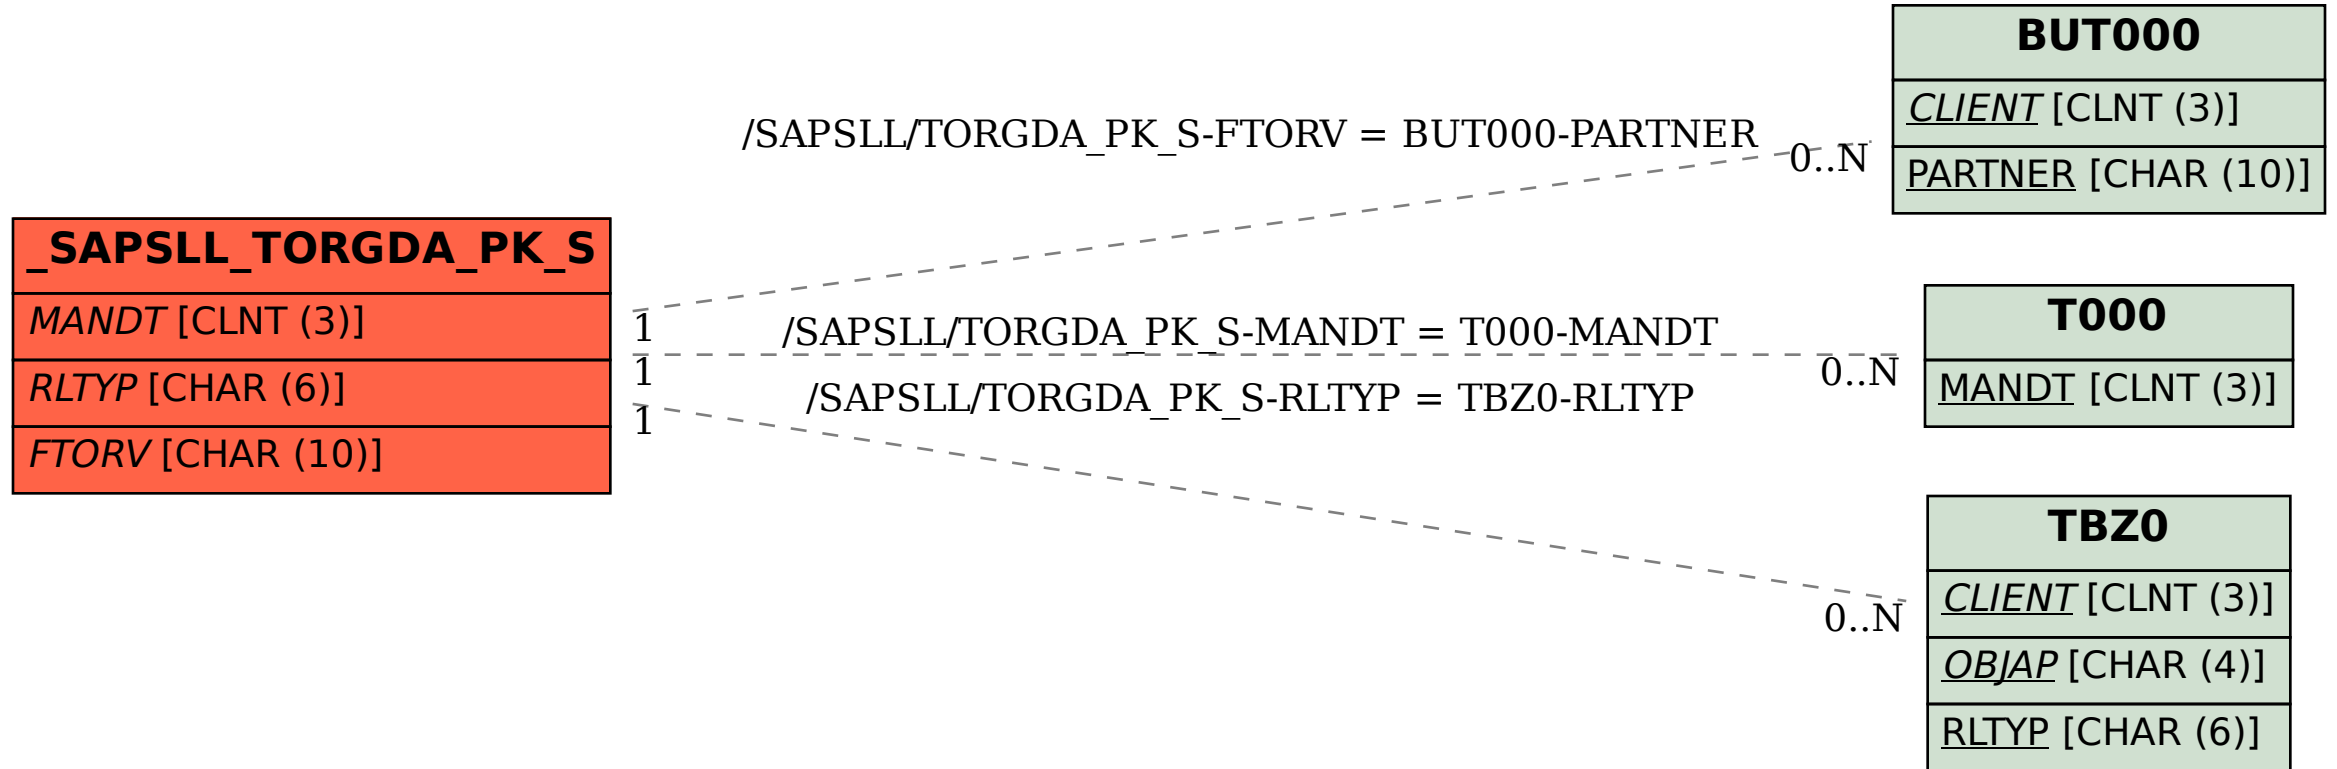 _SAPSLL_TORGDA_PK_S
MANDT [CLNT (3)]
RLTYP [CHAR (6)]
FTORV [CHAR (10)]
/SAPSLL/TORGDA_PK_S-FTORV = BUT000-PARTNER
0..N
1
/SAPSLL/TORGDA_PK_S-MANDT = T000-MANDT
0..N
1
/SAPSLL/TORGDA_PK_S-RLTYP = TBZ0-RLTYP
0..N
1
BUT000
CLIENT [CLNT (3)]
PARTNER [CHAR (10)]
T000
MANDT [CLNT (3)]
TBZ0
CLIENT [CLNT (3)]
OBJAP [CHAR (4)]
RLTYP [CHAR (6)]